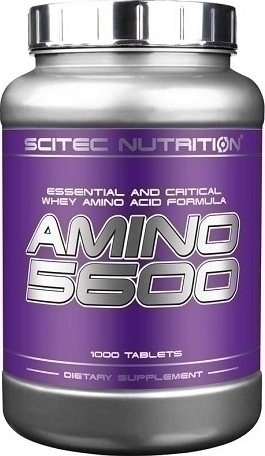 SCITEC NUTRITION
ESSENTIAL AND CRITICAL
WHEY AMINO ACID FORMULA
AMINO
5600
1000 TABLETS
DIETARY SUPPLEMENT